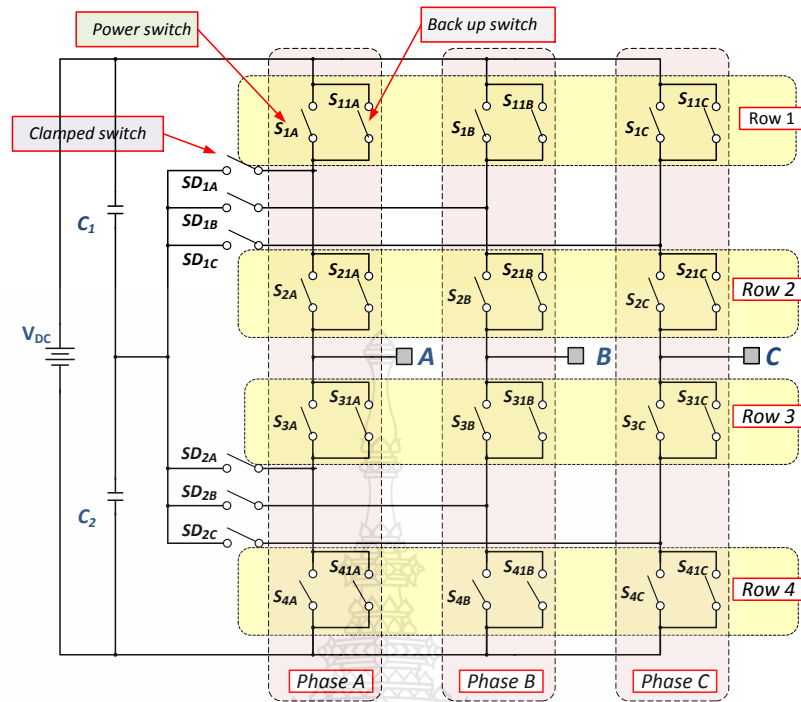 Power switch
Back up switch
Clamped switch
S1A
S11A
S1B
S11B
S1C
S11C
Row 1
SD1A
SD1B
SD1C
C1
S2A
S21A
S2B
S21B
S2C
S21C
Row 2
VDC
A
B
C
S3A
S31A
S3B
S31B
S3C
S31C
Row 3
SD2A
SD2B
SD2C
C2
S4A
S41A
S4B
S41B
S4C
S41C
Row 4
Phase A
Phase B
Phase C